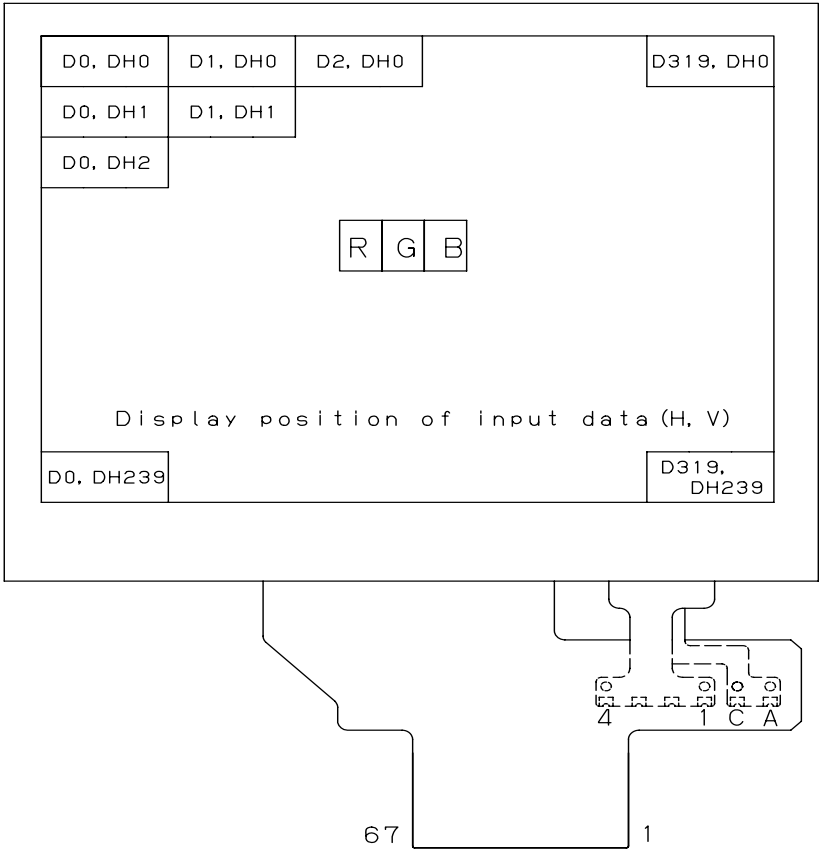 D0, DH0 D1, DH0 D2, DH0 D319, DH0
D0, DH1 D1, DH1
D0, DH2
R G B
Display position of input data(H, V)
D0, DH239 D319, DH239
4 1 C A
67 1